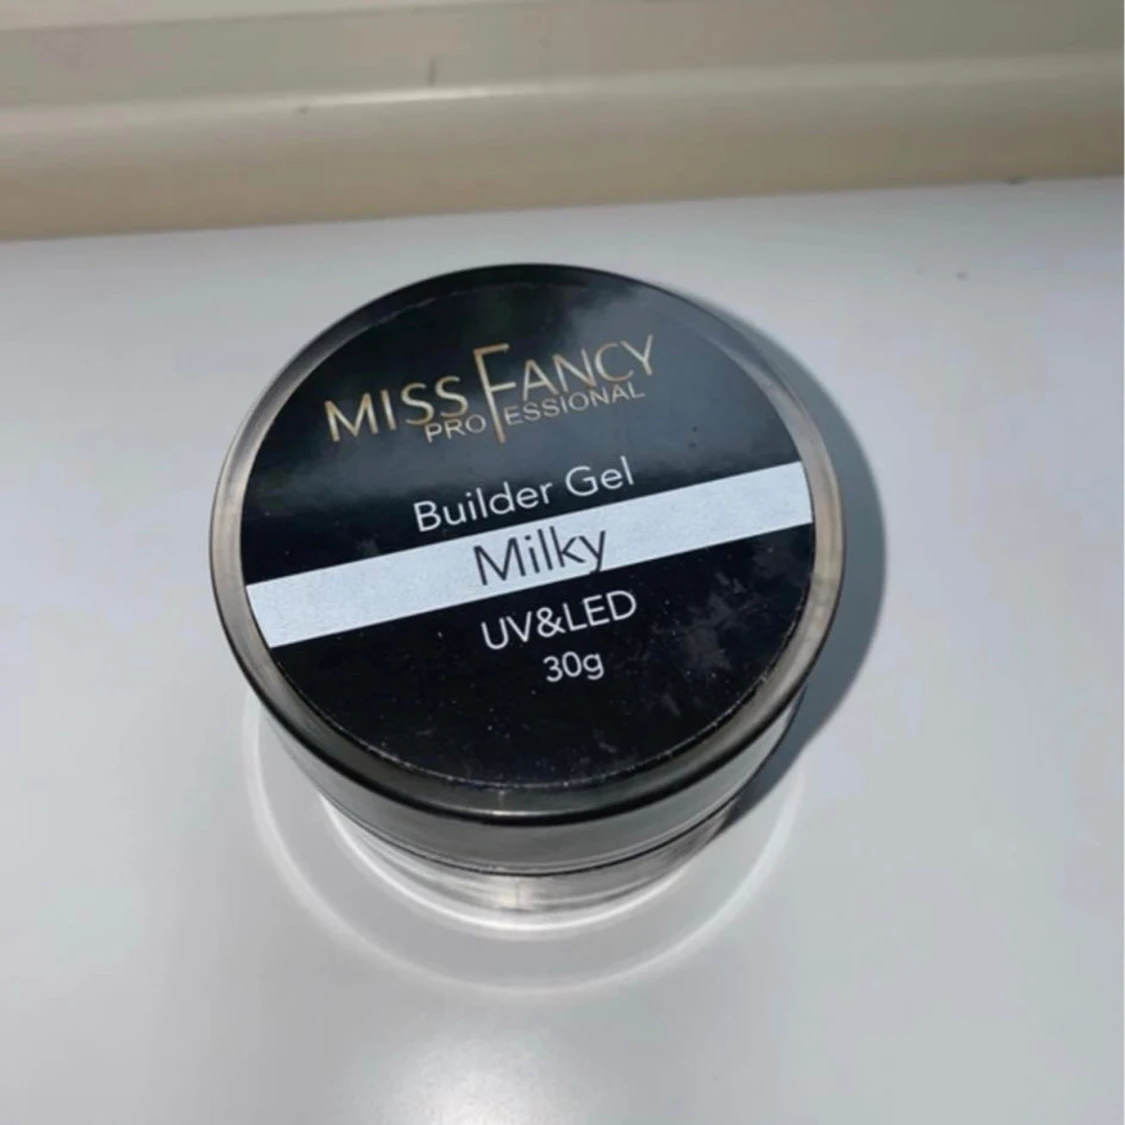 MISS FANCY
PROFESSIONAL
Builder Gel
Milky
UV&LED
30g